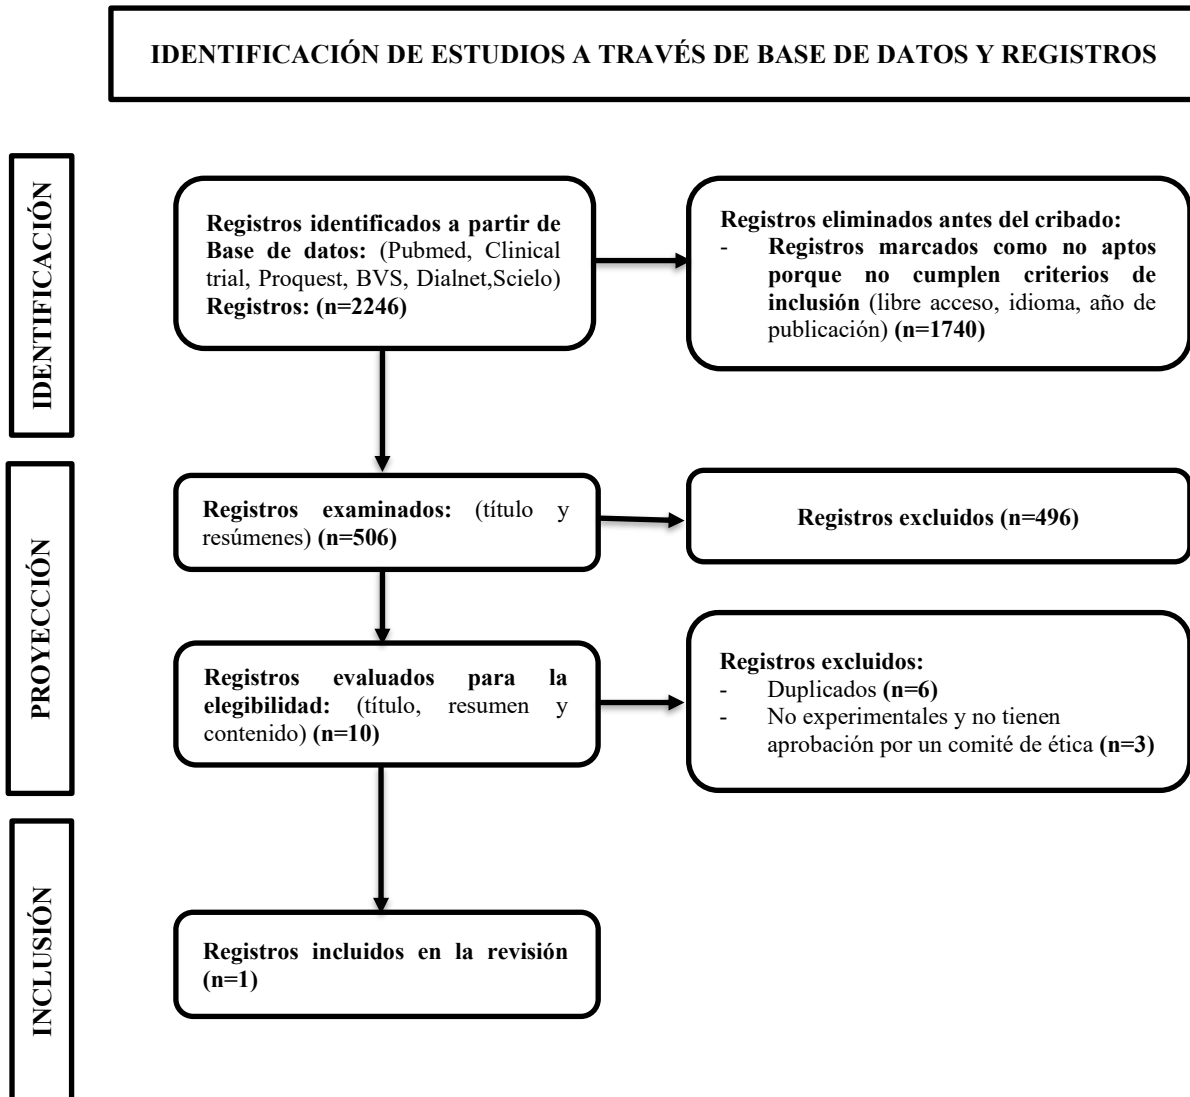 IDENTIFICACIÓN DE ESTUDIOS A TRAVÉS DE BASE DE DATOS Y REGISTROS
IDENTIFICACIÓN
Registros identificados a partir de
Base de datos: (Pubmed, Clinical
trial, Proquest, BVS, Dialnet,Scielo)
Registros: (n=2246)
Registros eliminados antes del cribado:
- Registros marcados como no aptos
porque no cumplen criterios de
inclusión (libre acceso, idioma, año de
publicación) (n=1740)
PROYECCIÓN
Registros examinados: (título y
resúmenes) (n=506)
Registros excluidos (n=496)
Registros evaluados para la
elegibilidad: (título, resumen y
contenido) (n=10)
Registros excluidos:
- Duplicados (n=6)
- No experimentales y no tienen
aprobación por un comité de ética (n=3)
INCLUSIÓN
Registros incluidos en la revisión
(n=1)